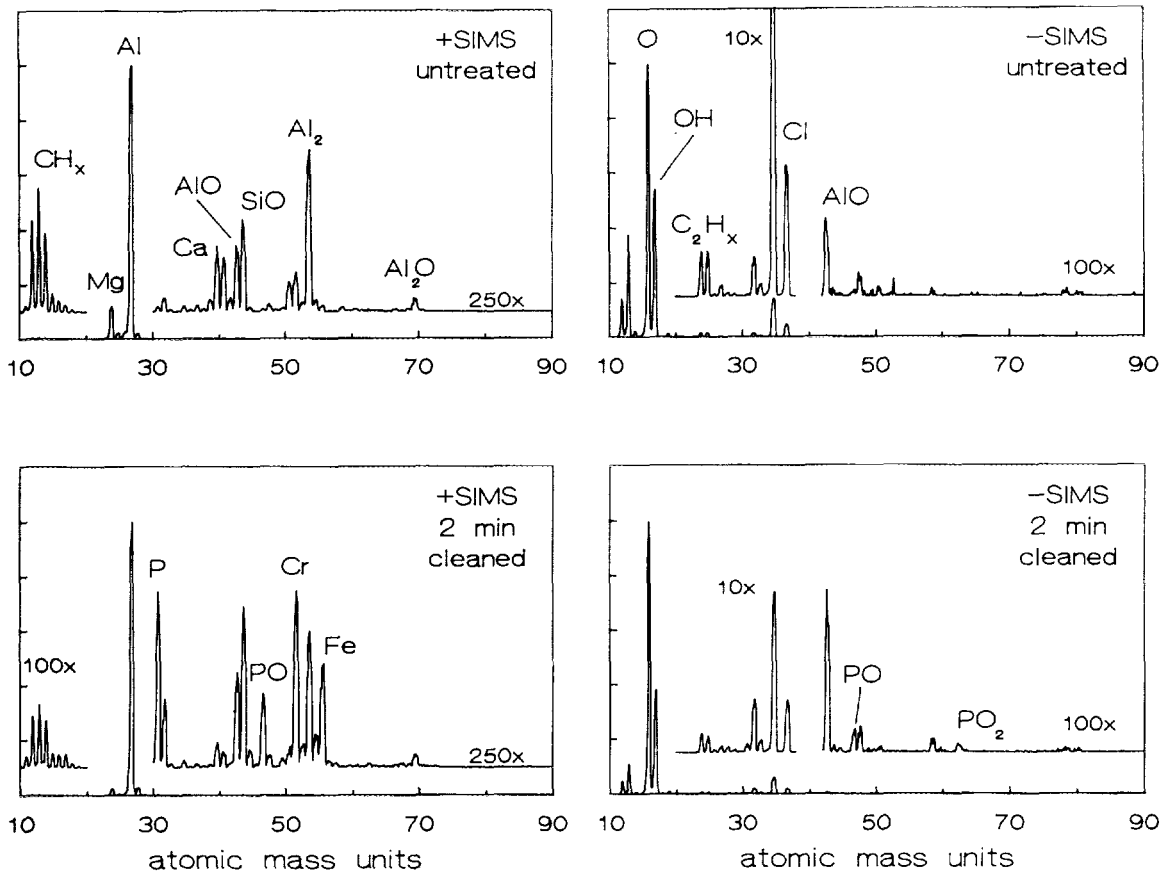 +SIMS
untreated
Al
CHₓ
Mg
Ca
AlO
SiO
Al₂
Al₂O
250x
10 30 50 70 90
-SIMS
untreated
O
OH
10x
Cl
C₂Hₓ
AlO
100x
10 30 50 70 90
+SIMS
2 min
cleaned
100x
P
PO
Cr
Fe
250x
10 30 50 70 90
atomic mass units
-SIMS
2 min
cleaned
10x
PO
PO₂
100x
10 30 50 70 90
atomic mass units